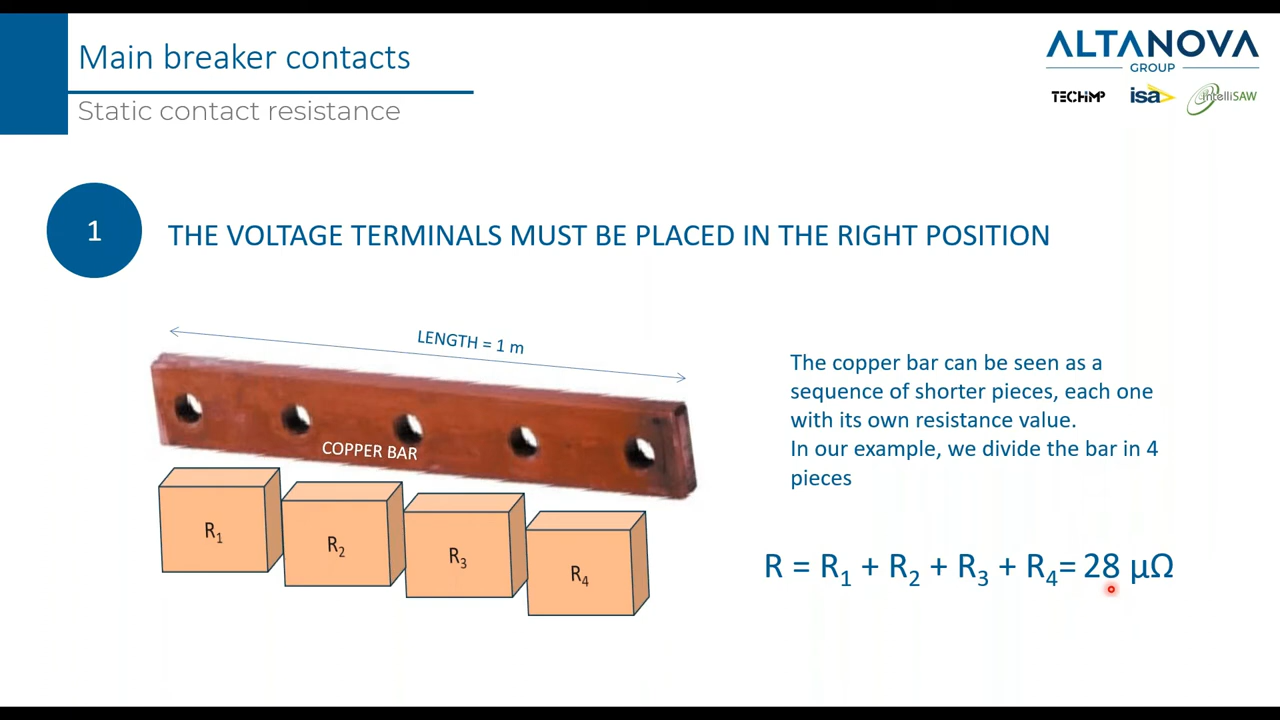 Main breaker contacts
Static contact resistance
ALTANOVA
GROUP
TECHIMP
isa
intelliSAW
1
THE VOLTAGE TERMINALS MUST BE PLACED IN THE RIGHT POSITION
LENGTH = 1 m
COPPER BAR
R1
R2
R3
R4
The copper bar can be seen as a
sequence of shorter pieces, each one
with its own resistance value.
In our example, we divide the bar in 4
pieces
R = R1 + R2 + R3 + R4= 28 µΩ